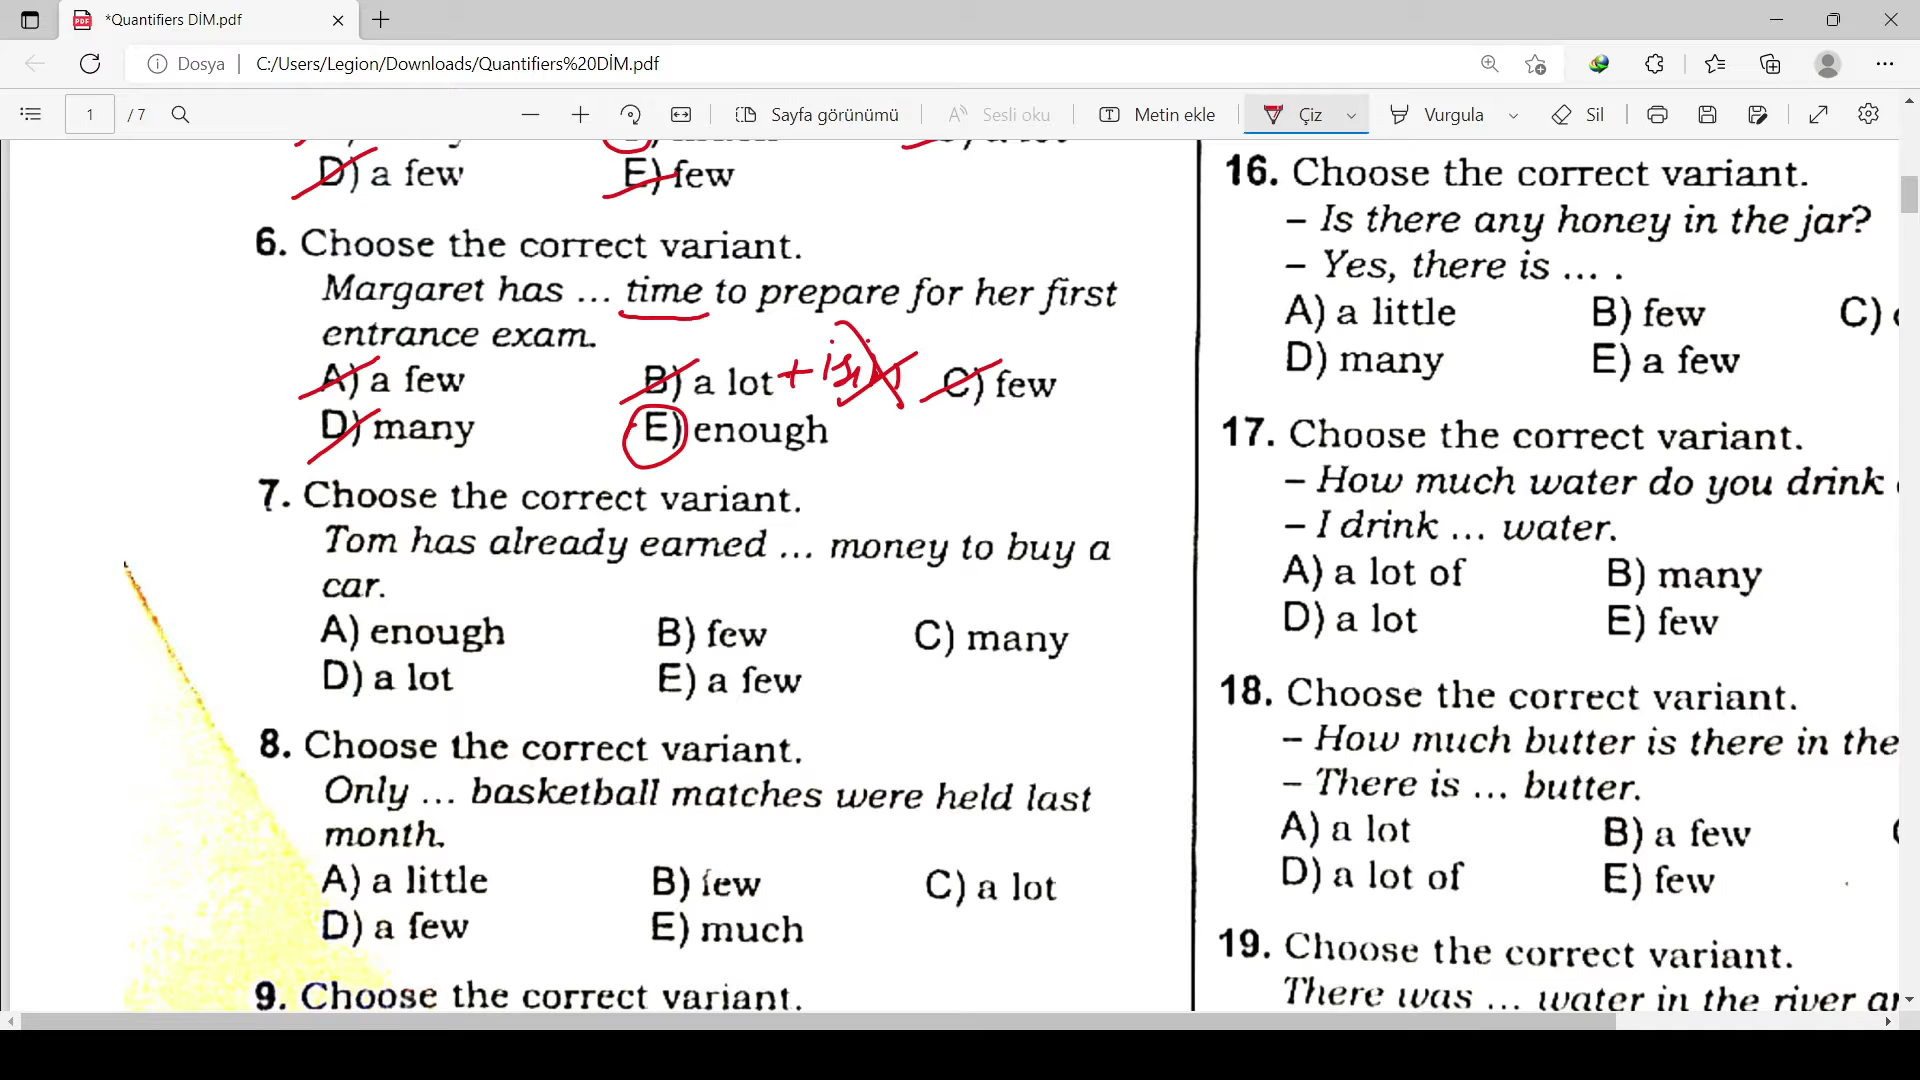 *Quantifiers DİM.pdf
Dosya
C:/Users/Legion/Downloads/Quantifiers%20DİM.pdf
1 / 7
Sayfa görünümü
Sesli oku
Metin ekle
Çiz
Vurgula
Sil
D) a few E) few
6. Choose the correct variant.
Margaret has ... time to prepare for her first
entrance exam.
A) a few B) a lot + isim C) few
D) many E) enough
7. Choose the correct variant.
Tom has already earned ... money to buy a
car.
A) enough B) few C) many
D) a lot E) a few
8. Choose the correct variant.
Only ... basketball matches were held last
month.
A) a little B) few C) a lot
D) a few E) much
9. Choose the correct variant.
16. Choose the correct variant.
– Is there any honey in the jar?
– Yes, there is ... .
A) a little B) few C)
D) many E) a few
17. Choose the correct variant.
– How much water do you drink
– I drink ... water.
A) a lot of B) many
D) a lot E) few
18. Choose the correct variant.
– How much butter is there in the
– There is ... butter.
A) a lot B) a few
D) a lot of E) few
19. Choose the correct variant.
There was ... water in the river